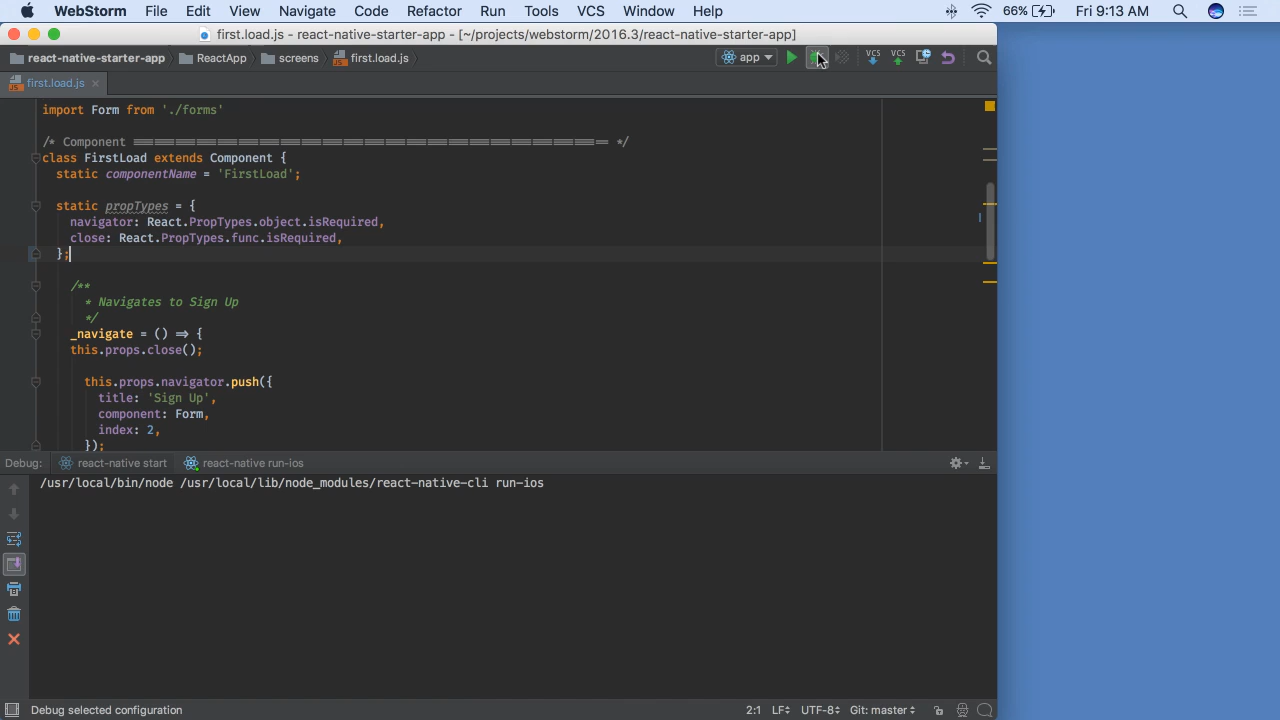 WebStorm File Edit View Navigate Code Refactor Run Tools VCS Window Help 66% Fri 9:13 AM
first.load.js - react-native-starter-app - [~/projects/webstorm/2016.3/react-native-starter-app]
react-native-starter-app ReactApp screens first.load.js app VCS VCS
first.load.js
import Form from './forms'
/* Component ========================================================== */
class FirstLoad extends Component {
static componentName = 'FirstLoad';
static propTypes = {
navigator: React.PropTypes.object.isRequired,
close: React.PropTypes.func.isRequired,
};
/**
* Navigates to Sign Up
*/
_navigate = () => {
this.props.close();
this.props.navigator.push({
title: 'Sign Up',
component: Form,
index: 2,
});
Debug: react-native start react-native run-ios
/usr/local/bin/node /usr/local/lib/node_modules/react-native-cli run-ios
Debug selected configuration 2:1 LF UTF-8 Git: master